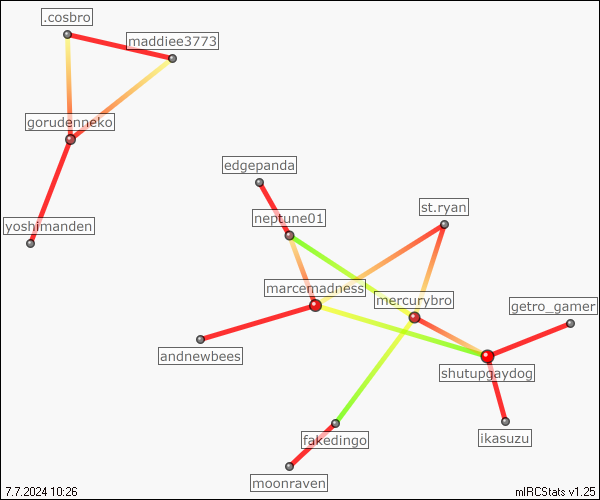 .cosbro
maddiee3773
gorudenneko
edgepanda
st.ryan
neptune01
yoshimanden
marcemadness
mercurybro
getro_gamer
andnewbees
shutupgaydog
fakedingo
ikasuzu
moonraven
7.7.2024 10:26
mIRCStats v1.25